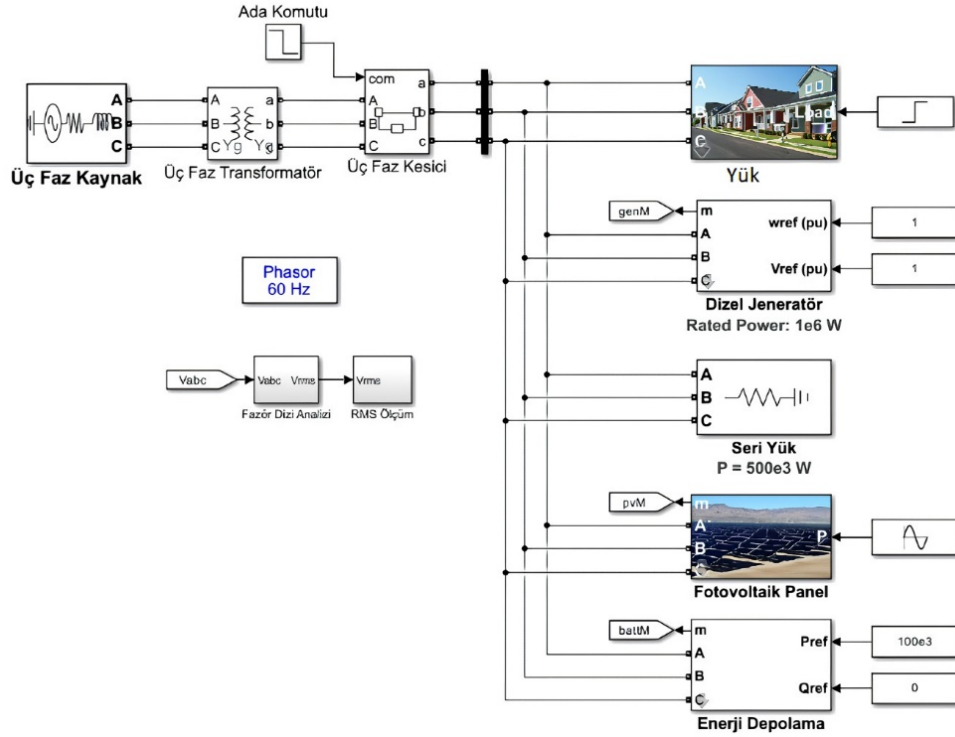 Ada Komutu
com
a
A
b
B
c
C
Üç Faz Kesici
A
B
C
Üç Faz Kaynak
A
B
C
a
b
c
Yg
Yg
Üç Faz Transformatör
A
B
C
Load
Yük
genM
m
A
B
C
wref (pu)
Vref (pu)
1
1
Dizel Jeneratör
Rated Power: 1e6 W
Phasor
60 Hz
Vabc
Vabc
Vrms
Vrms
Fazör Dizi Analizi
RMS Ölçüm
A
B
C
Seri Yük
P = 500e3 W
pvM
m
A
B
C
P
Fotovoltaik Panel
battM
m
A
B
C
Pref
Qref
100e3
0
Enerji Depolama